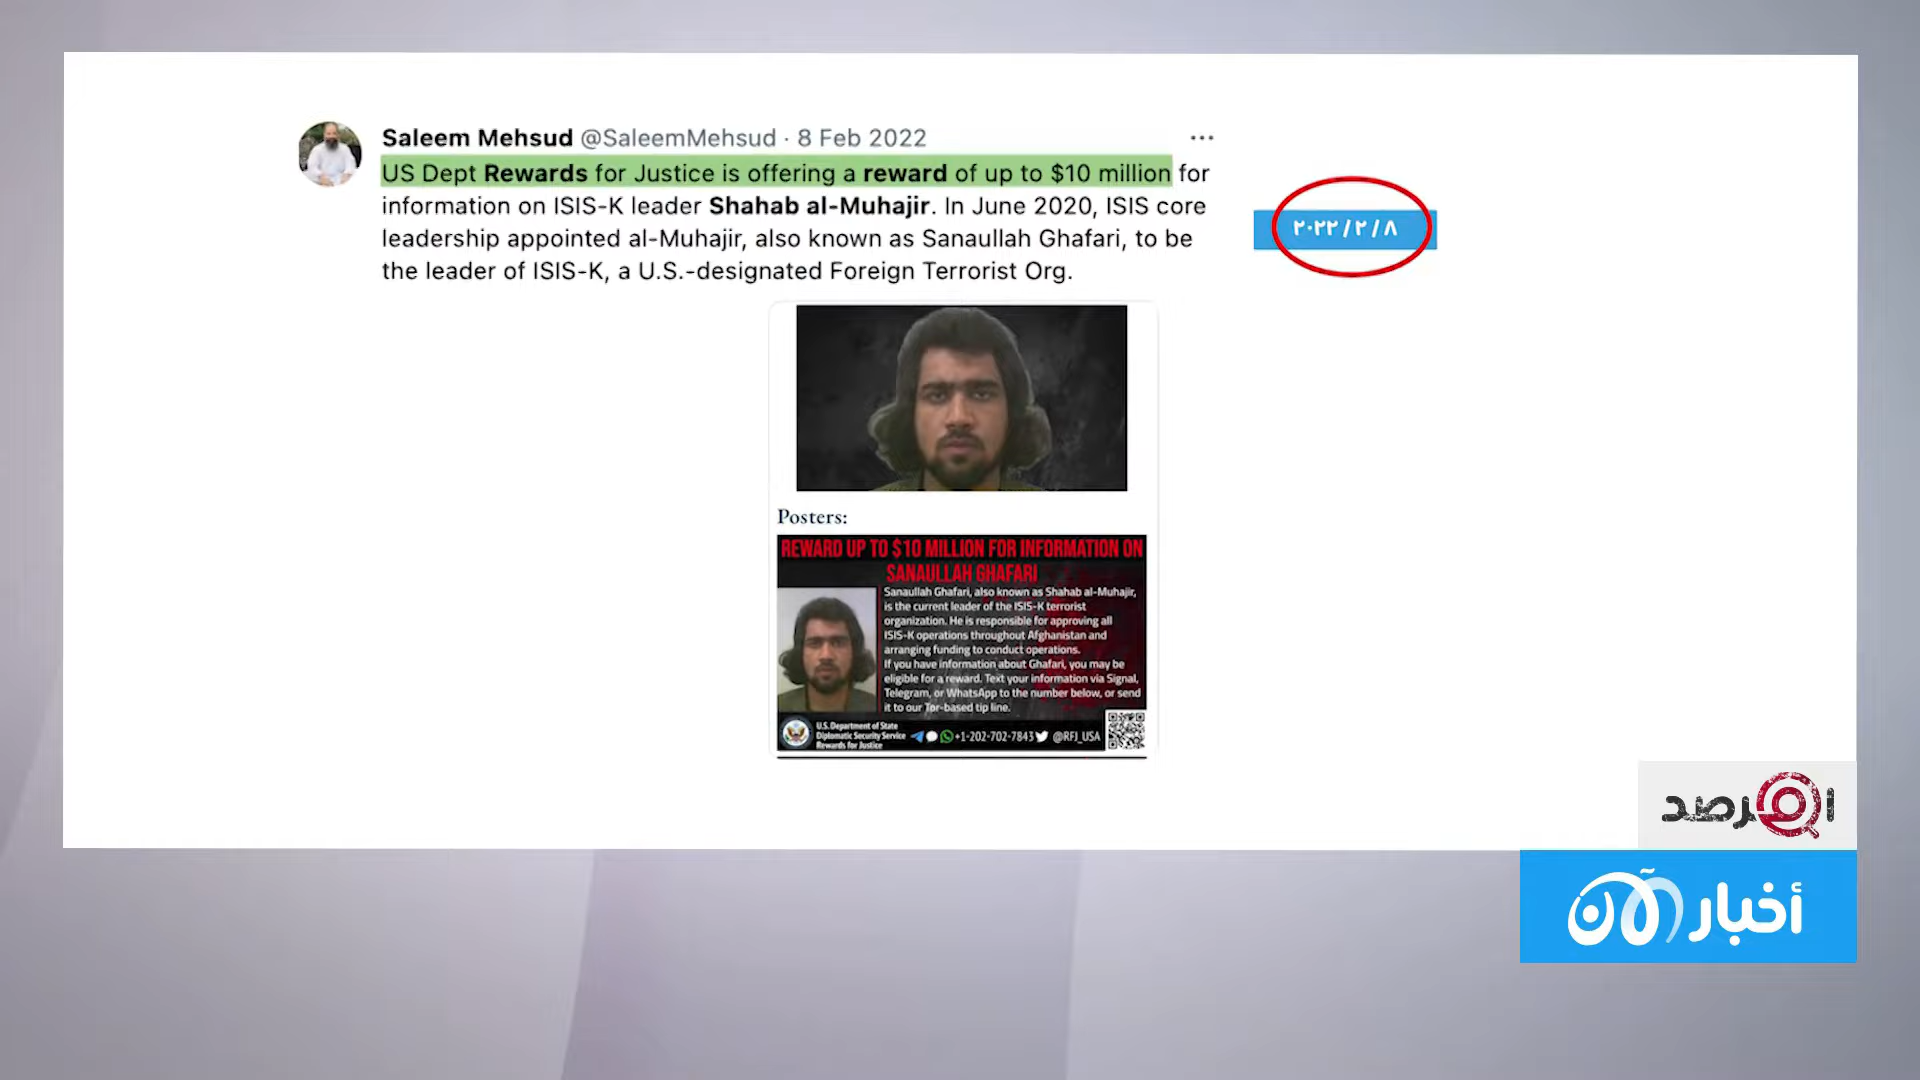 Saleem Mehsud @SaleemMehsud · 8 Feb 2022
US Dept Rewards for Justice is offering a reward of up to $10 million for
information on ISIS-K leader Shahab al-Muhajir. In June 2020, ISIS core
leadership appointed al-Muhajir, also known as Sanaullah Ghafari, to be
the leader of ISIS-K, a U.S.-designated Foreign Terrorist Org.
٢٠٢٢/٢/٨
Posters:
REWARD UP TO $10 MILLION FOR INFORMATION ON
SANAULLAH GHAFARI
Sanaullah Ghafari, also known as Shahab al-Muhajir,
is the current leader of the ISIS-K terrorist
organization. He is responsible for approving all
ISIS-K operations throughout Afghanistan and
arranging funding to conduct operations.
If you have information about Ghafari, you may be
eligible for a reward. Text your information via Signal,
Telegram, or WhatsApp to the number below, or send
it to our Tor-based tip line.
U.S. Department of State
Diplomatic Security Service
Rewards for Justice
+1-202-702-7843 @RFJ_USA
المرصد
أخبار الآن